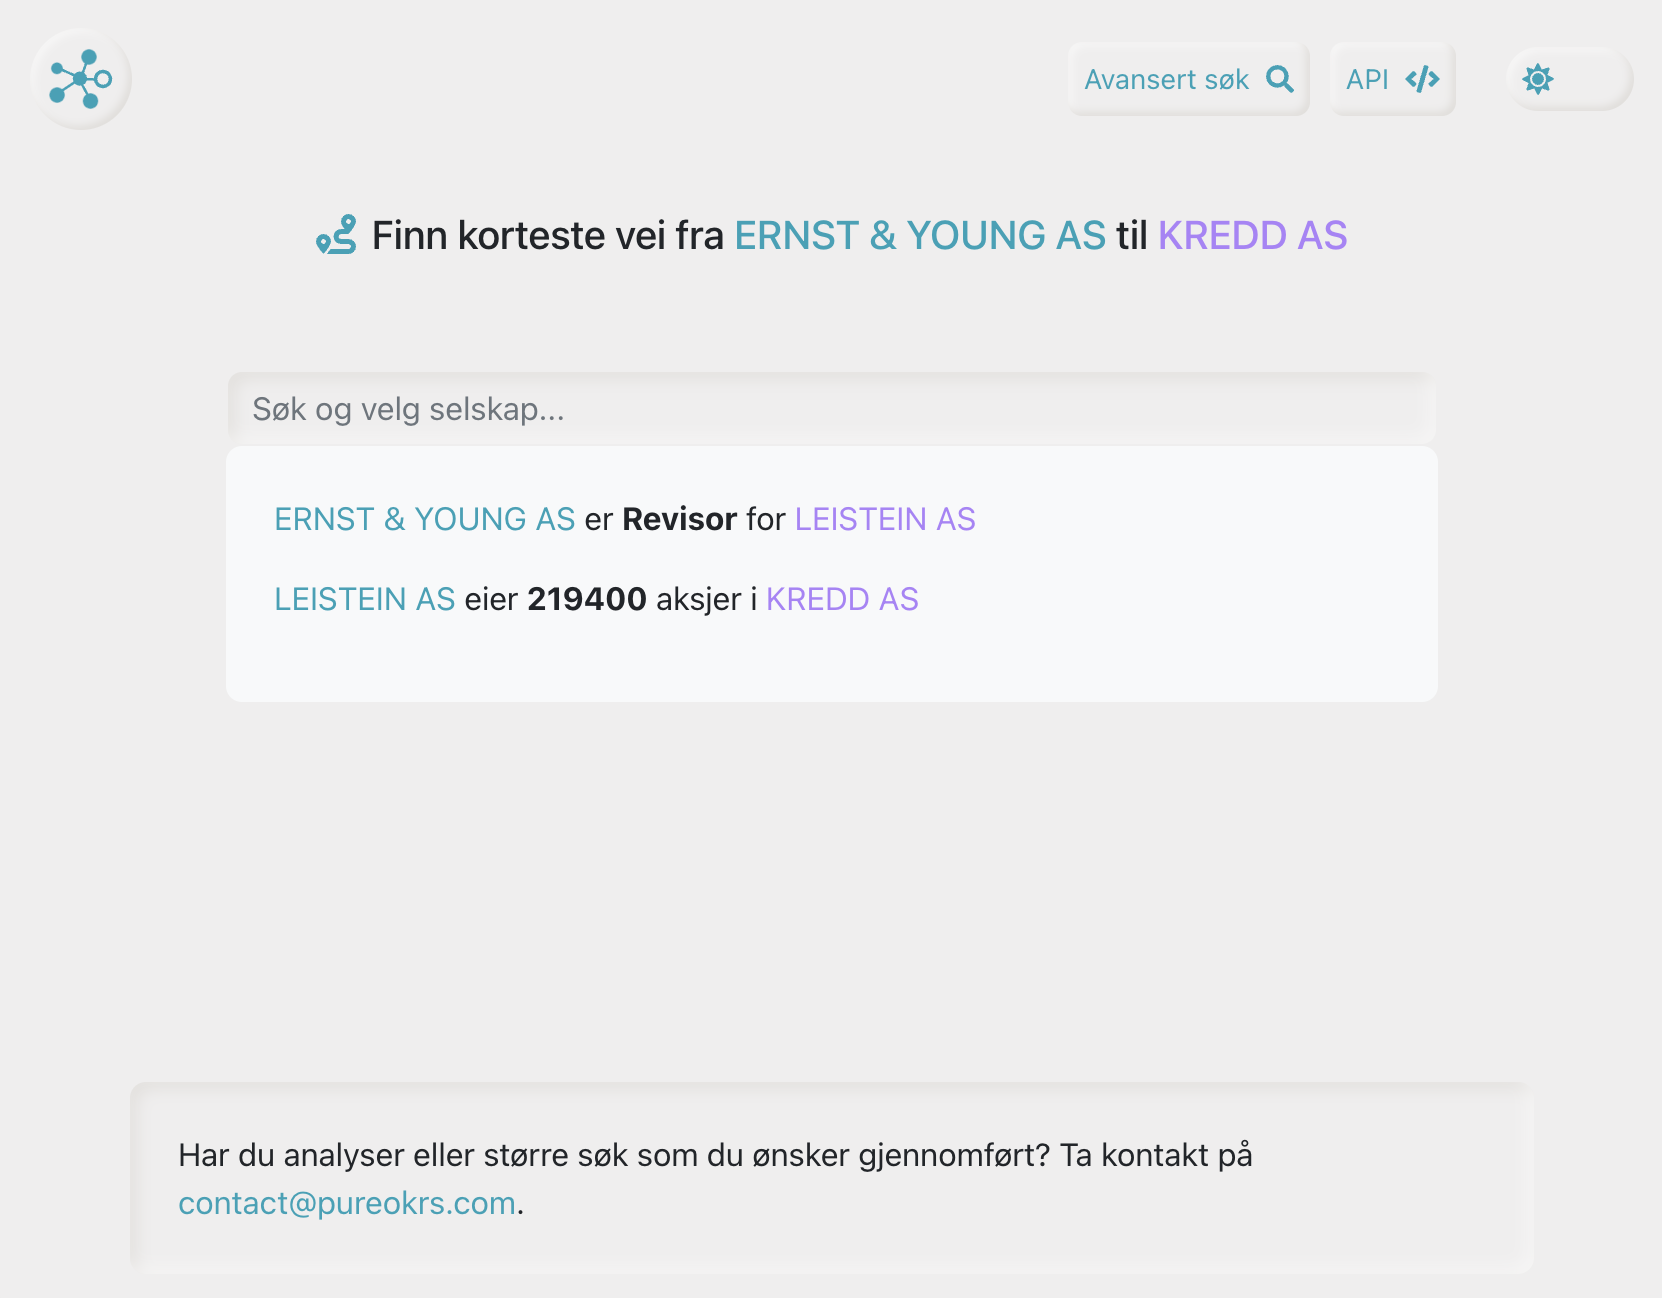 Avansert søk
API
Finn korteste vei fra ERNST & YOUNG AS til KREDD AS
Søk og velg selskap...
ERNST & YOUNG AS er Revisor for LEISTEIN AS
LEISTEIN AS eier 219400 aksjer i KREDD AS
Har du analyser eller større søk som du ønsker gjennomført? Ta kontakt på
contact@pureokrs.com.